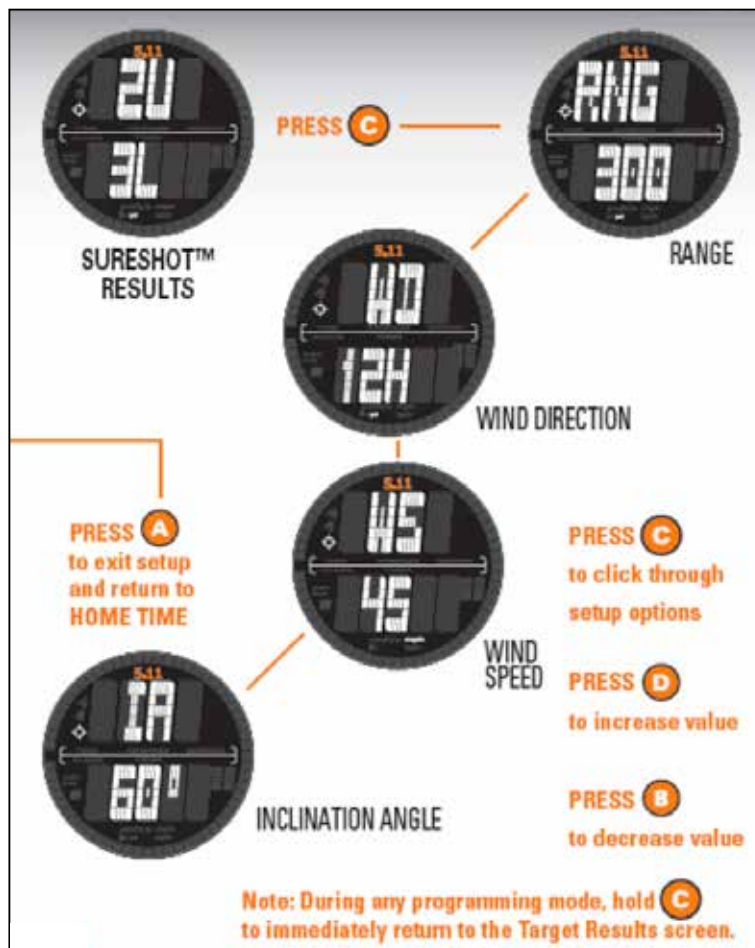 5.11
2U
3L
SURESHOT™
RESULTS
PRESS C
5.11
RNG
300
RANGE
5.11
WD
12H
WIND DIRECTION
5.11
WS
45
WIND
SPEED
PRESS A
to exit setup
and return to
HOME TIME
5.11
IA
60'
INCLINATION ANGLE
PRESS C
to click through
setup options
PRESS D
to increase value
PRESS B
to decrease value
Note: During any programming mode, hold C
to immediately return to the Target Results screen.